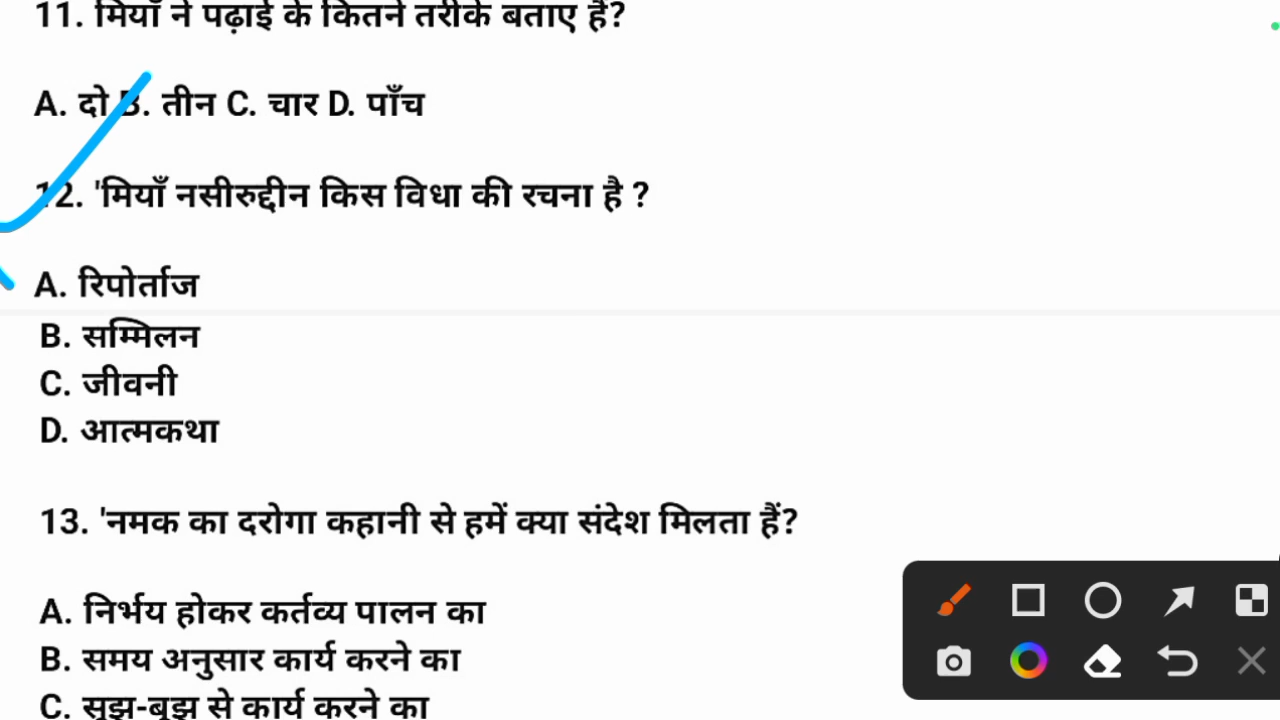 11. मियाँ ने पढ़ाई के कितने तरीके बताए हैं?
A. दो B. तीन C. चार D. पाँच
12. 'मियाँ नसीरुद्दीन किस विधा की रचना है ?
A. रिपोर्ताज
B. सम्मिलन
C. जीवनी
D. आत्मकथा
13. 'नमक का दरोगा कहानी से हमें क्या संदेश मिलता हैं?
A. निर्भय होकर कर्तव्य पालन का
B. समय अनुसार कार्य करने का
C. सूझ-बूझ से कार्य करने का